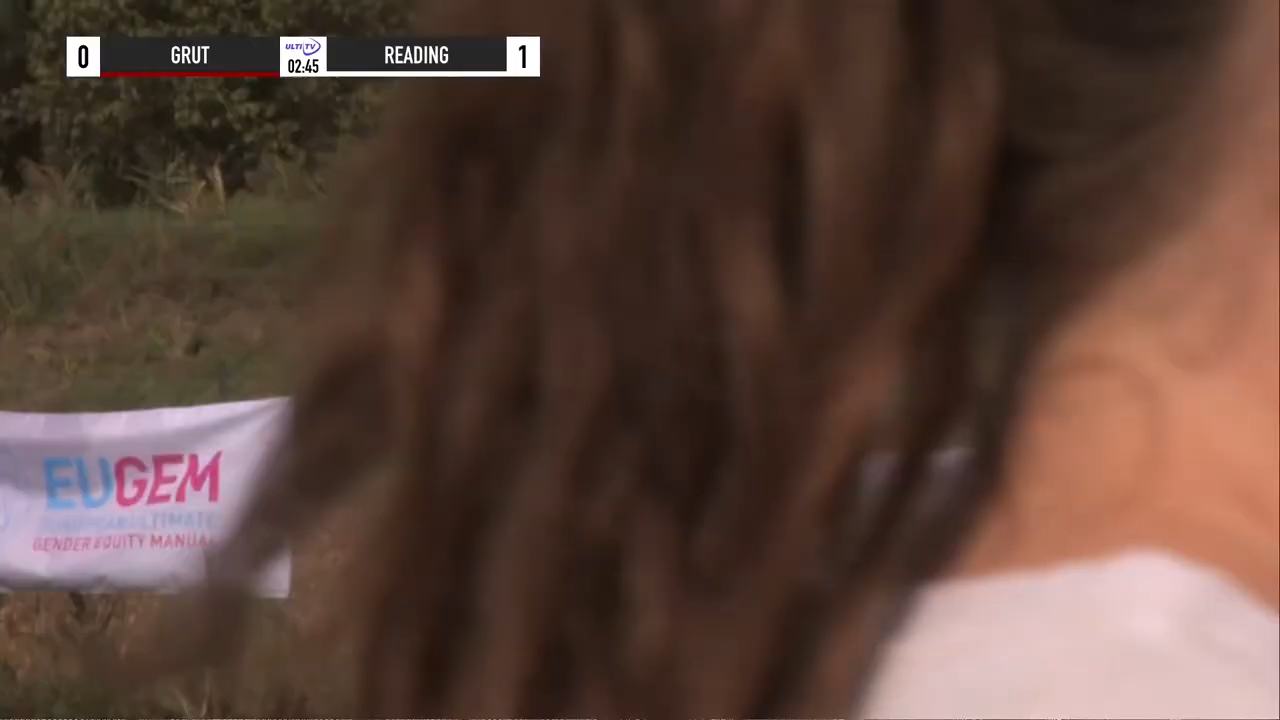 0 GRUT ULTI TV 02:45 READING 1
EUGEM
EUROPEAN ULTIMATE
GENDER EQUITY MANUAL